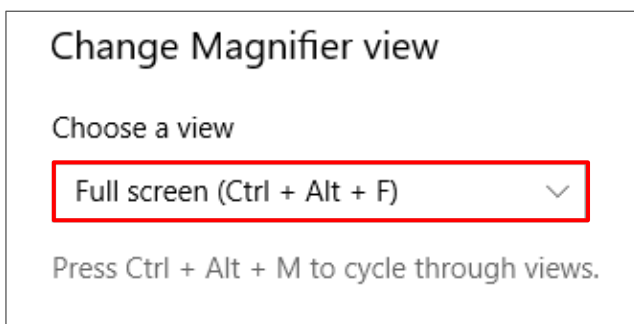 Change Magnifier view
Choose a view
Full screen (Ctrl + Alt + F)
Press Ctrl + Alt + M to cycle through views.